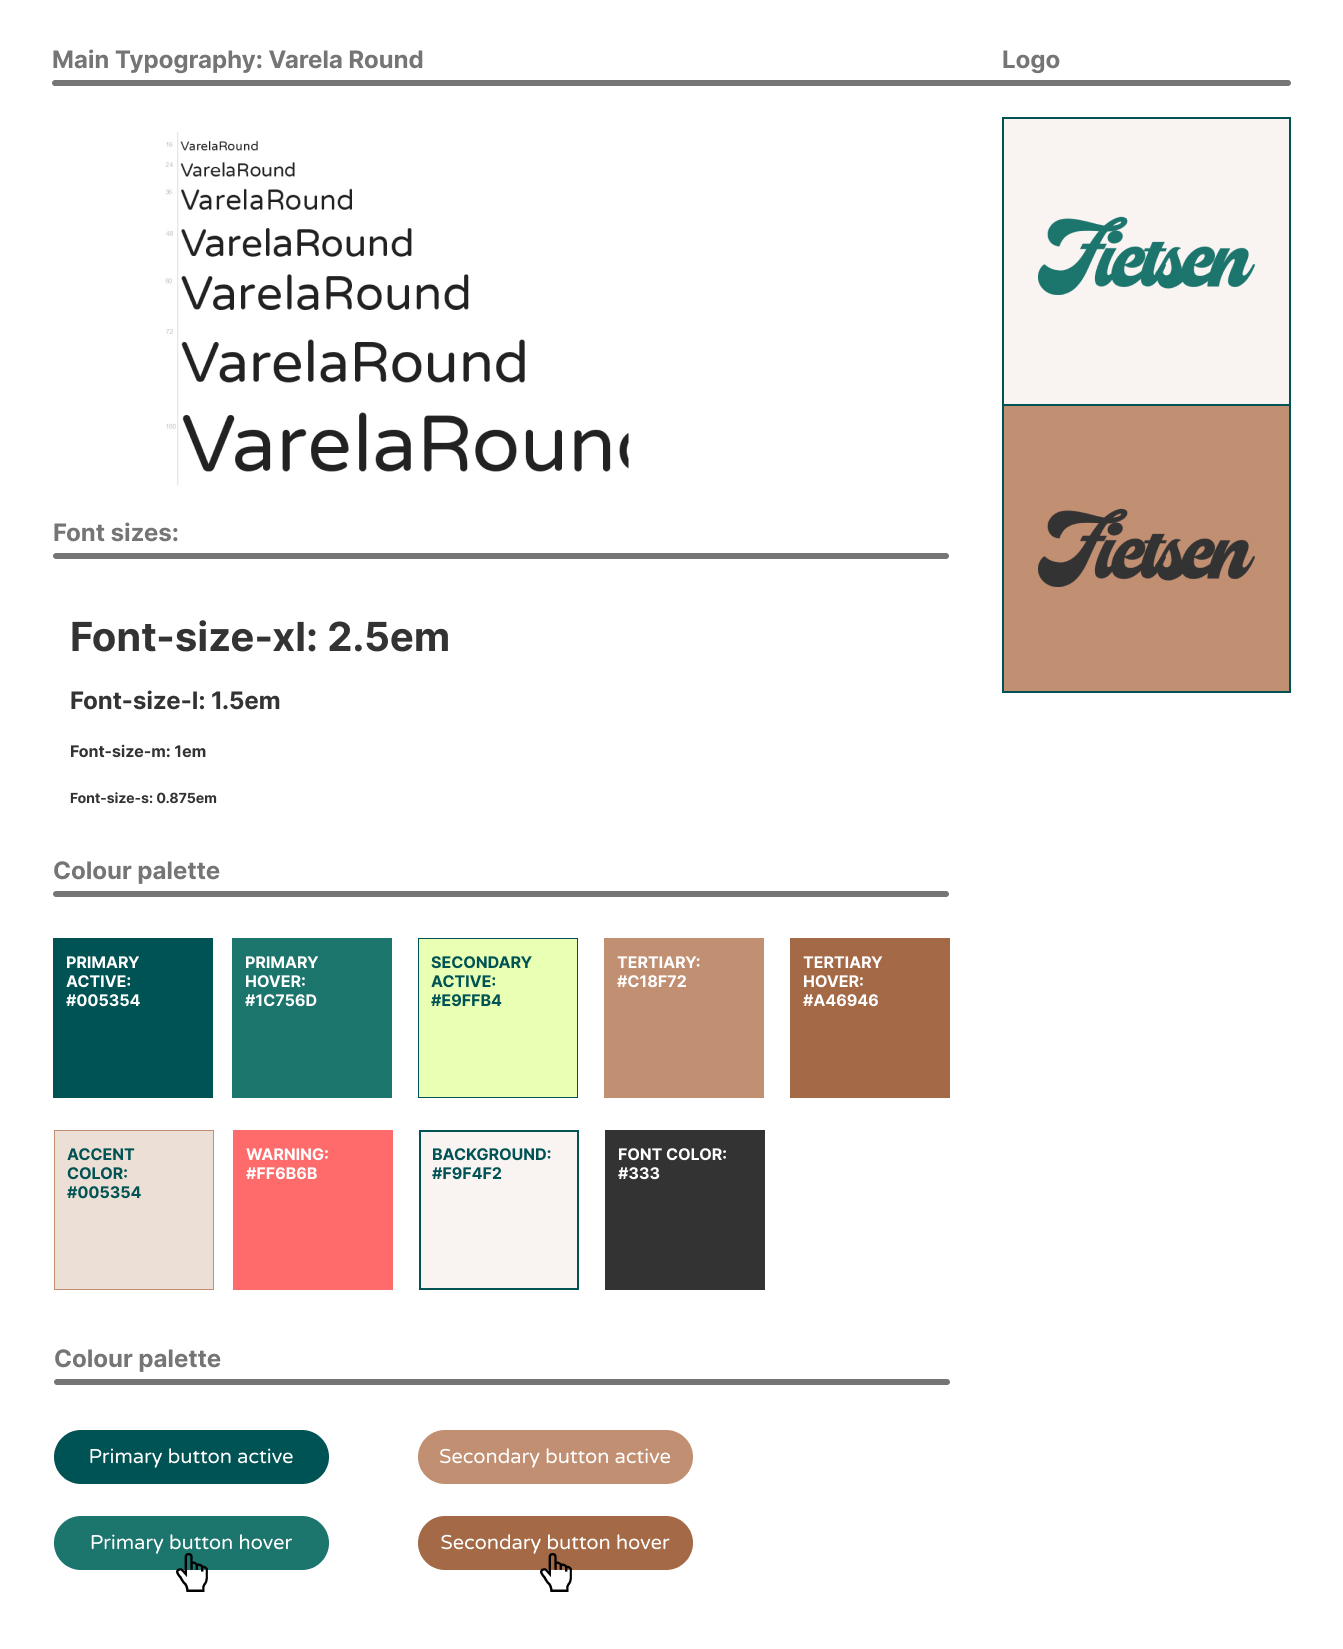 Main Typography: Varela Round
Logo
16 VarelaRound
24 VarelaRound
36 VarelaRound
48 VarelaRound
60 VarelaRound
72 VarelaRound
100 VarelaRound
Fietsen
Fietsen
Font sizes:
Font-size-xl: 2.5em
Font-size-l: 1.5em
Font-size-m: 1em
Font-size-s: 0.875em
Colour palette
PRIMARY
ACTIVE:
#005354
PRIMARY
HOVER:
#1C756D
SECONDARY
ACTIVE:
#E9FFB4
TERTIARY:
#C18F72
TERTIARY
HOVER:
#A46946
ACCENT
COLOR:
#005354
WARNING:
#FF6B6B
BACKGROUND:
#F9F4F2
FONT COLOR:
#333
Colour palette
Primary button active
Secondary button active
Primary button hover
Secondary button hover